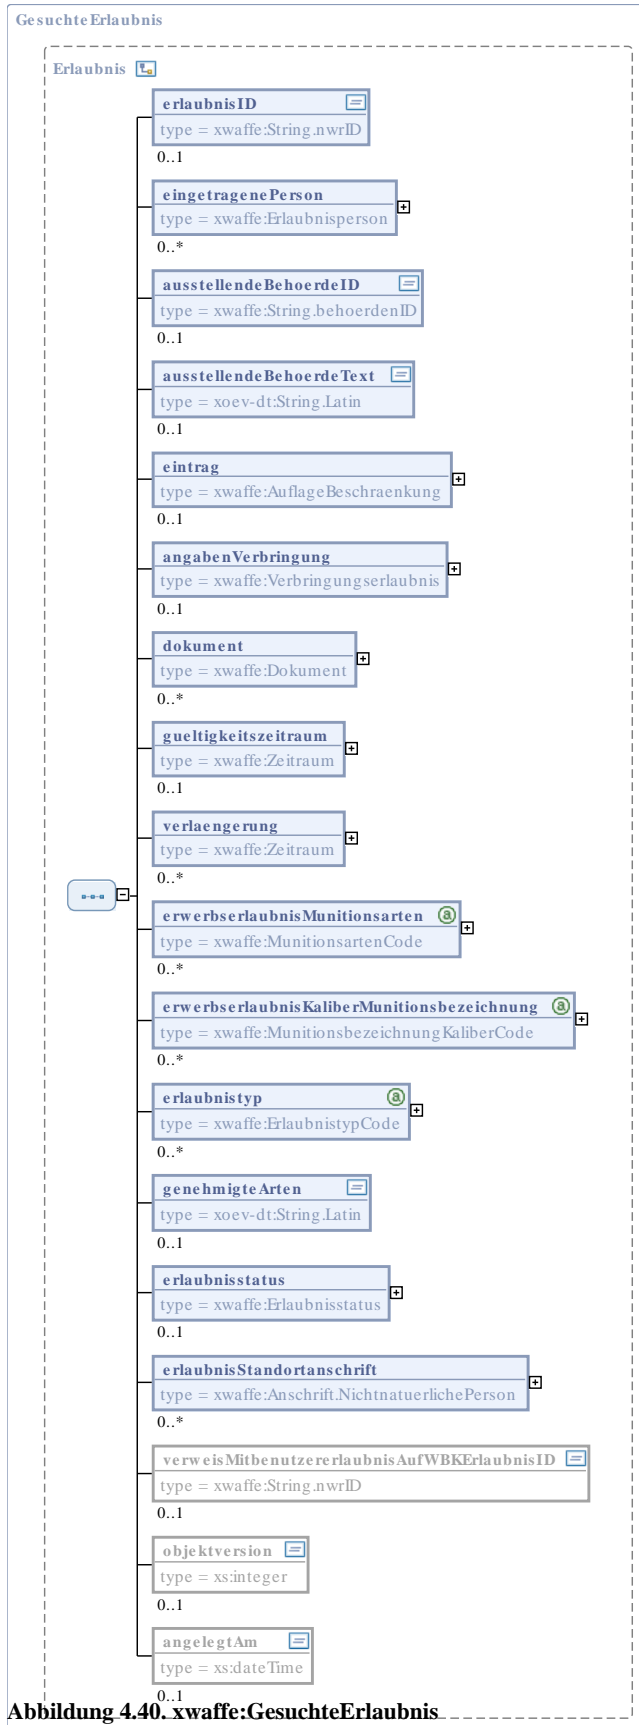 GesuchteErlaubnis
Erlaubnis
erlaubnisID
type = xwaffe:String.nwrID
0..1
eingetragenePerson
type = xwaffe:Erlaubnisperson
0..*
ausstellendeBehoerdeID
type = xwaffe:String.behoerdenID
0..1
ausstellendeBehoerdeText
type = xoev-dt:String.Latin
0..1
eintrag
type = xwaffe:AuflageBeschraenkung
0..1
angabenVerbringung
type = xwaffe:Verbringungserlaubnis
0..1
dokument
type = xwaffe:Dokument
0..*
gueltigkeitszeitraum
type = xwaffe:Zeitraum
0..1
verlaengerung
type = xwaffe:Zeitraum
0..*
erwerbserlaubnisMunitionsarten
type = xwaffe:MunitionsartenCode
0..*
erwerbserlaubnisKaliberMunitionsbezeichnung
type = xwaffe:MunitionsbezeichnungKaliberCode
0..*
erlaubnistyp
type = xwaffe:ErlaubnistypCode
0..*
genehmigteArten
type = xoev-dt:String.Latin
0..1
erlaubnisstatus
type = xwaffe:Erlaubnisstatus
0..1
erlaubnisStandortanschrift
type = xwaffe:Anschrift.NichtnatuerlichePerson
0..*
verweisMitbenutzererlaubnisAufWBKErlaubnisID
type = xwaffe:String.nwrID
0..1
objektversion
type = xs:integer
0..1
angelegtAm
type = xs:dateTime
0..1
Abbildung 4.40. xwaffe:GesuchteErlaubnis